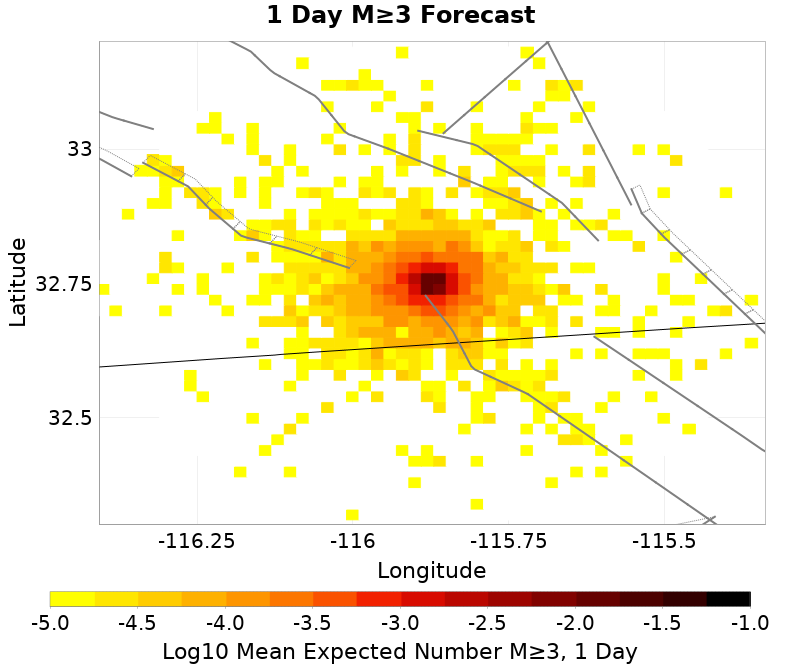 1 Day M≥3 Forecast
Latitude
33
32.75
32.5
-116.25 -116 -115.75 -115.5
Longitude
-5.0 -4.5 -4.0 -3.5 -3.0 -2.5 -2.0 -1.5 -1.0
Log10 Mean Expected Number M≥3, 1 Day